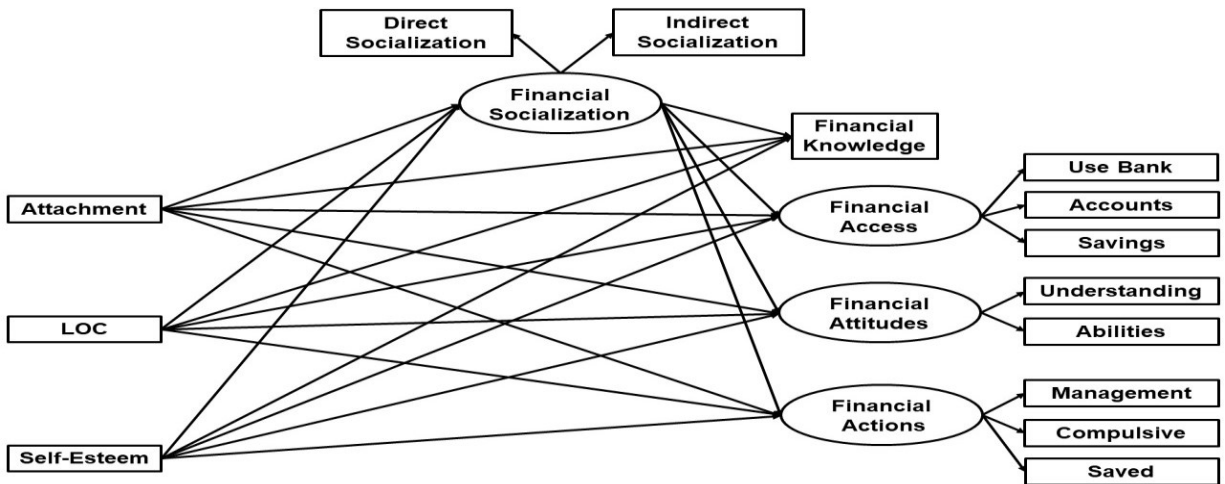 Direct
Socialization
Indirect
Socialization
Financial
Socialization
Financial
Knowledge
Use Bank
Attachment
Financial
Access
Accounts
Savings
LOC
Financial
Attitudes
Understanding
Abilities
Self-Esteem
Financial
Actions
Management
Compulsive
Saved